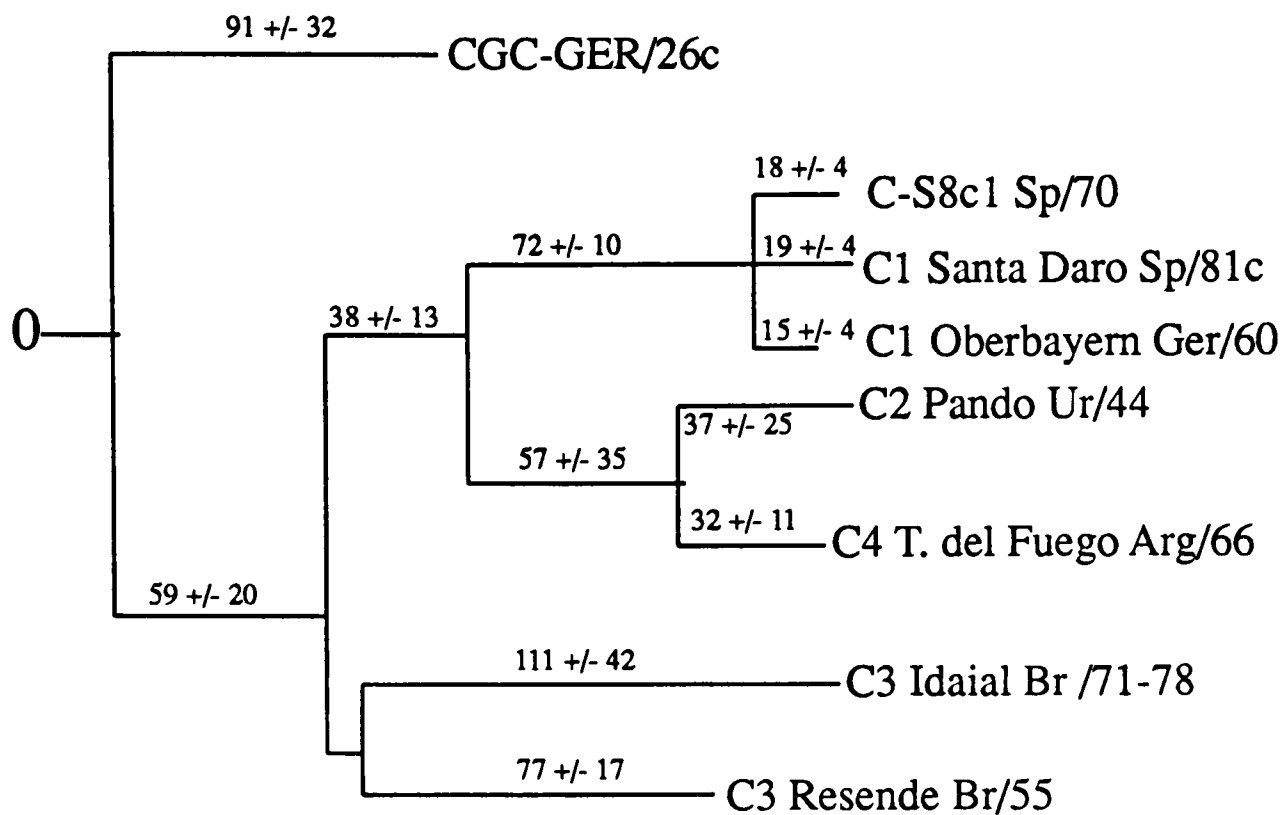 91 +/- 32
CGC-GER/26c
18 +/- 4
C-S8c1 Sp/70
72 +/- 10
19 +/- 4
C1 Santa Daro Sp/81c
0
38 +/- 13
15 +/- 4
C1 Oberbayern Ger/60
C2 Pando Ur/44
37 +/- 25
57 +/- 35
32 +/- 11
C4 T. del Fuego Arg/66
59 +/- 20
111 +/- 42
C3 Idaial Br /71-78
77 +/- 17
C3 Resende Br/55